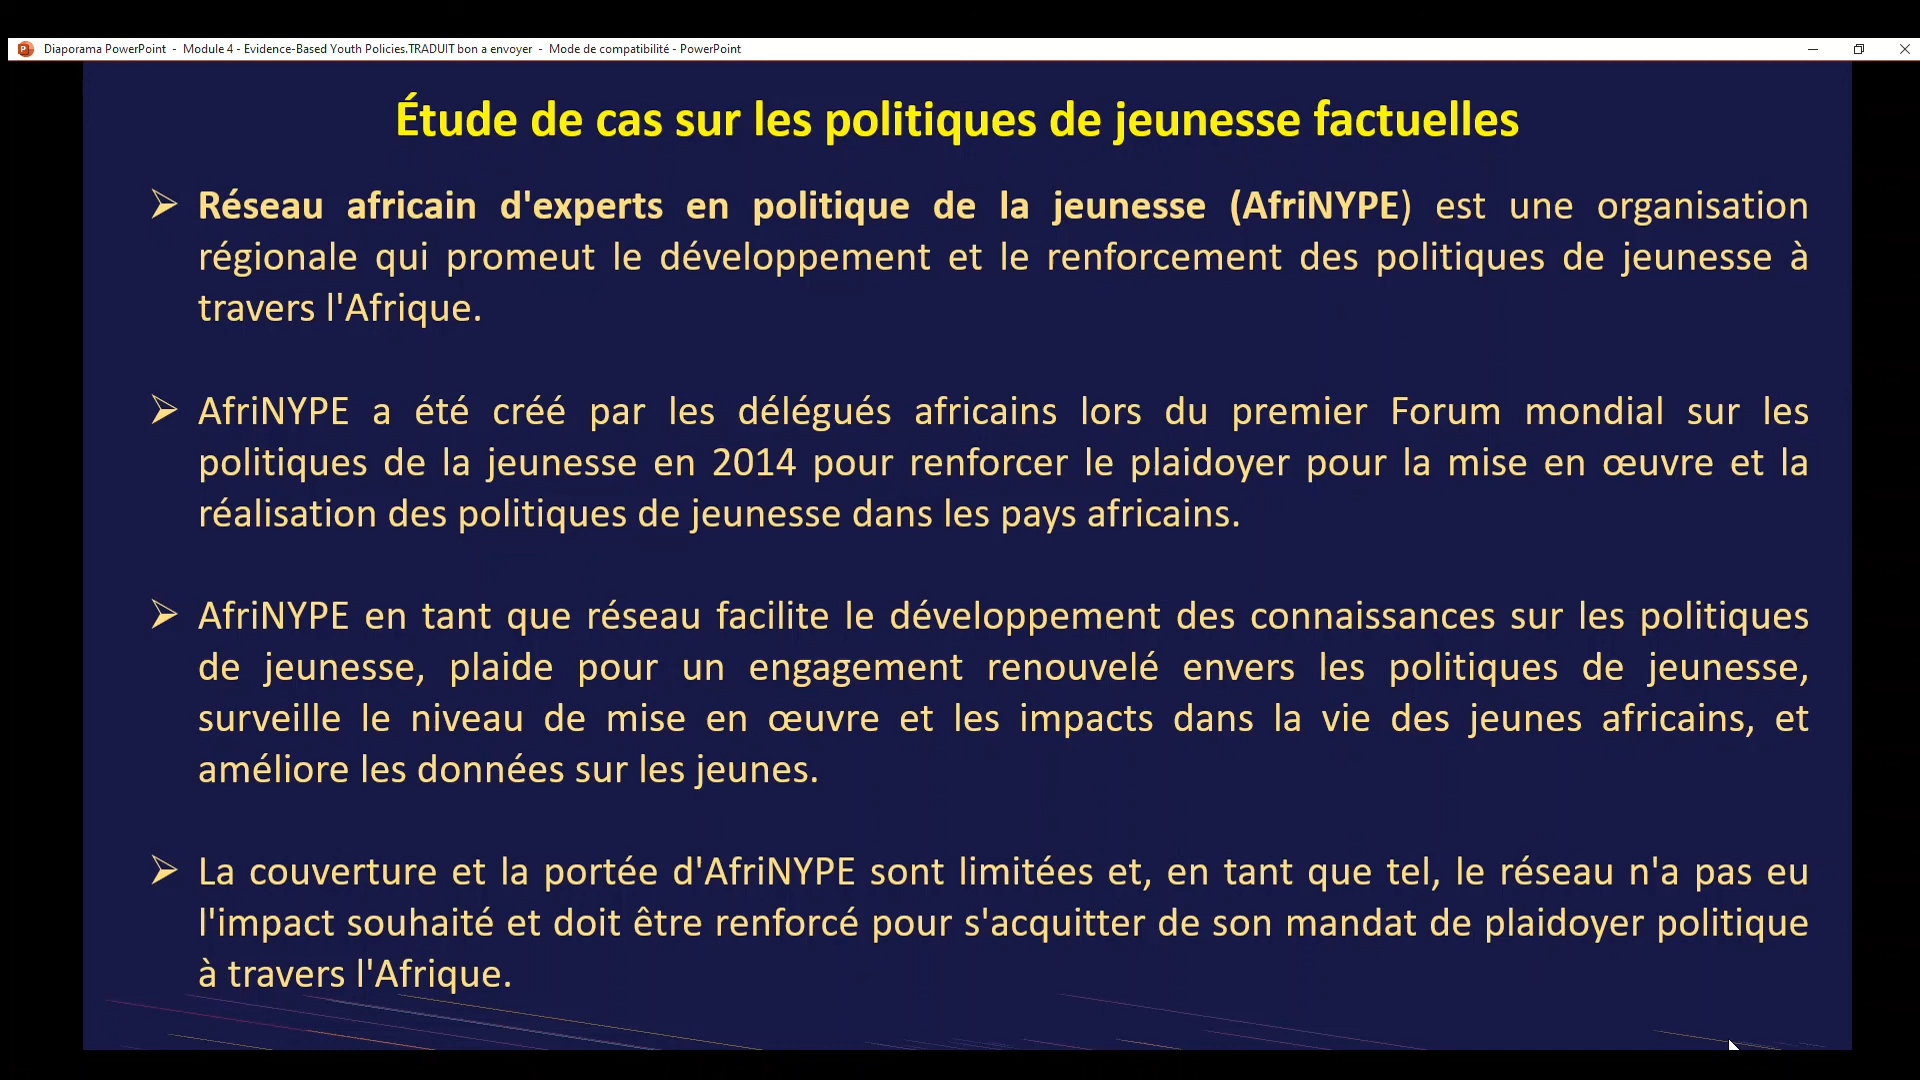 Diaporama PowerPoint - Module 4 - Evidence-Based Youth Policies.TRADUIT bon a envoyer - Mode de compatibilité - PowerPoint
Étude de cas sur les politiques de jeunesse factuelles
➢ Réseau africain d'experts en politique de la jeunesse (AfriNYPE) est une organisation
régionale qui promeut le développement et le renforcement des politiques de jeunesse à
travers l'Afrique.
➢ AfriNYPE a été créé par les délégués africains lors du premier Forum mondial sur les
politiques de la jeunesse en 2014 pour renforcer le plaidoyer pour la mise en œuvre et la
réalisation des politiques de jeunesse dans les pays africains.
➢ AfriNYPE en tant que réseau facilite le développement des connaissances sur les politiques
de jeunesse, plaide pour un engagement renouvelé envers les politiques de jeunesse,
surveille le niveau de mise en œuvre et les impacts dans la vie des jeunes africains, et
améliore les données sur les jeunes.
➢ La couverture et la portée d'AfriNYPE sont limitées et, en tant que tel, le réseau n'a pas eu
l'impact souhaité et doit être renforcé pour s'acquitter de son mandat de plaidoyer politique
à travers l'Afrique.